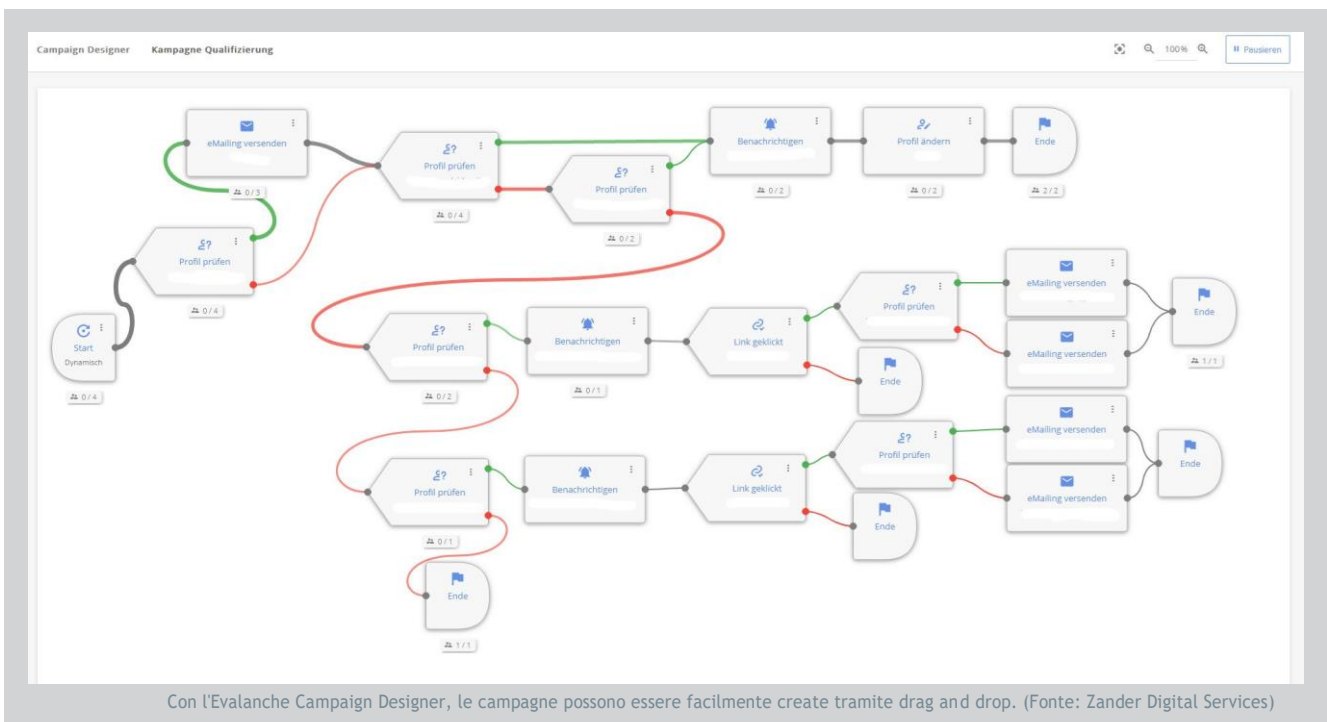 Campaign Designer Kampagne Qualifizierung
100% Pausieren
eMailing versenden
0/3
Profil prüfen
0/4
Profil prüfen
0/2
Benachrichtigen
0/2
Profil ändern
0/2
Ende
2/2
Profil prüfen
0/4
Start
Dynamisch
0/4
Profil prüfen
0/2
Benachrichtigen
0/1
Link geklickt
Ende
Profil prüfen
eMailing versenden
eMailing versenden
Ende
1/1
Profil prüfen
0/1
Benachrichtigen
Link geklickt
Ende
Profil prüfen
eMailing versenden
eMailing versenden
Ende
Ende
1/1
Con l'Evalanche Campaign Designer, le campagne possono essere facilmente create tramite drag and drop. (Fonte: Zander Digital Services)